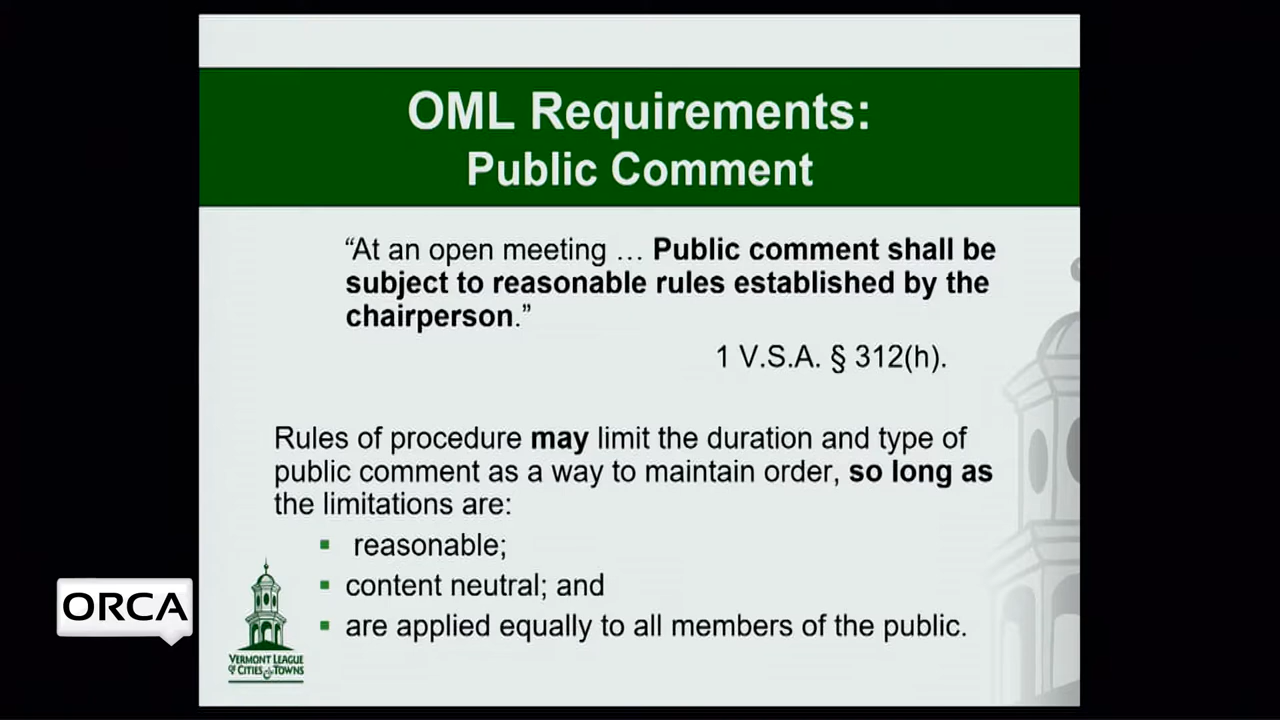 OML Requirements:
Public Comment
“At an open meeting … Public comment shall be
subject to reasonable rules established by the
chairperson.”
1 V.S.A. § 312(h).
Rules of procedure may limit the duration and type of
public comment as a way to maintain order, so long as
the limitations are:
reasonable;
content neutral; and
are applied equally to all members of the public.
ORCA
VERMONT LEAGUE
OF CITIES & TOWNS